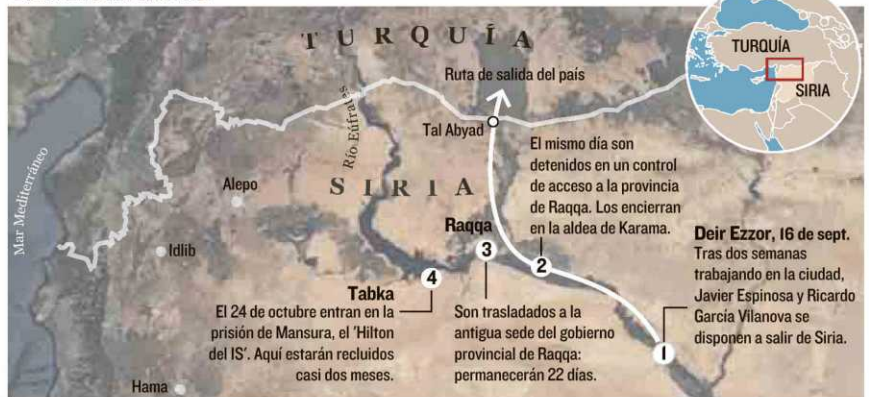 TURQUÍA
Ruta de salida del país
TURQUÍA
SIRIA
Río Eúfrates
Tal Abyad
Mar Mediterráneo
Alepo
SIRIA
Idlib
Raqqa
El mismo día son
detenidos en un control
de acceso a la provincia
de Raqqa. Los encierran
en la aldea de Karama.
Deir Ezzor, 16 de sept.
Tras dos semanas
trabajando en la ciudad,
Javier Espinosa y Ricardo
García Vilanova se
disponen a salir de Siria.
3
2
4
1
Tabka
El 24 de octubre entran en la
prisión de Mansura, el 'Hilton
del IS'. Aquí estarán recluidos
casi dos meses.
Son trasladados a la
antigua sede del gobierno
provincial de Raqqa:
permanecerán 22 días.
Hama